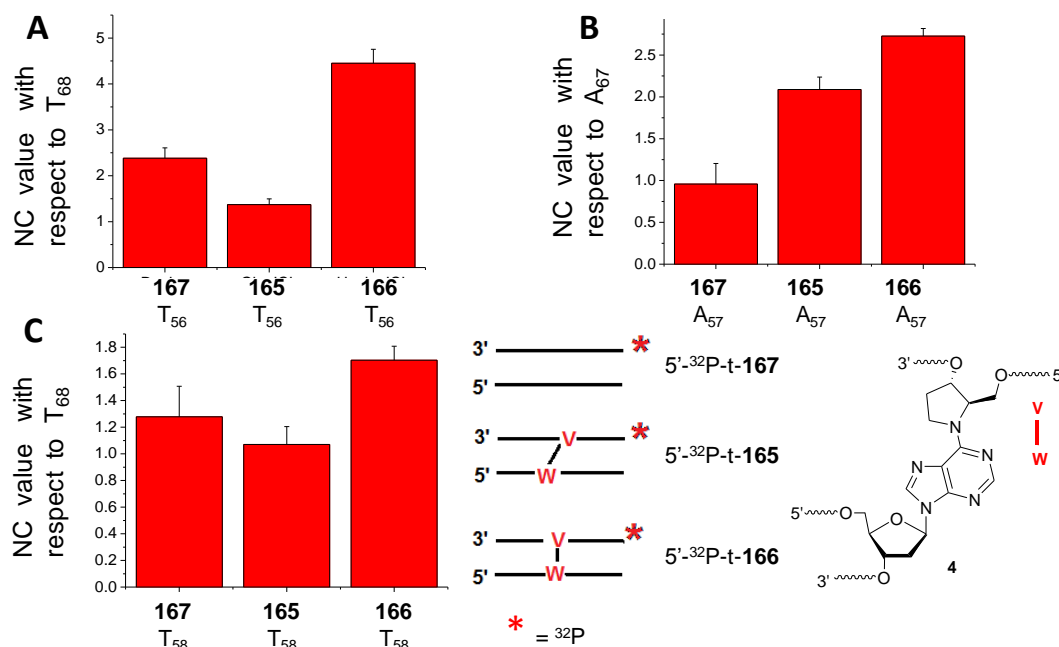 A
NC value with
respect to T68
5
4
3
2
1
0
167
165
166
T56
T56
T56
B
NC value with
respect to A67
2.5
2.0
1.5
1.0
0.5
0.0
167
165
166
A57
A57
A57
C
NC value with
respect to T68
1.8
1.6
1.4
1.2
1.0
0.8
0.6
0.4
0.2
0.0
167
165
166
T58
T58
T58
3'
*
5'
5'-32P-t-167
3'
V
*
5'
W
5'-32P-t-165
3'
V
*
5'
W
5'-32P-t-166
* = 32P
3'
O
O
5'
N
V
W
N
N
N
N
5'
O
O
3'
O
4